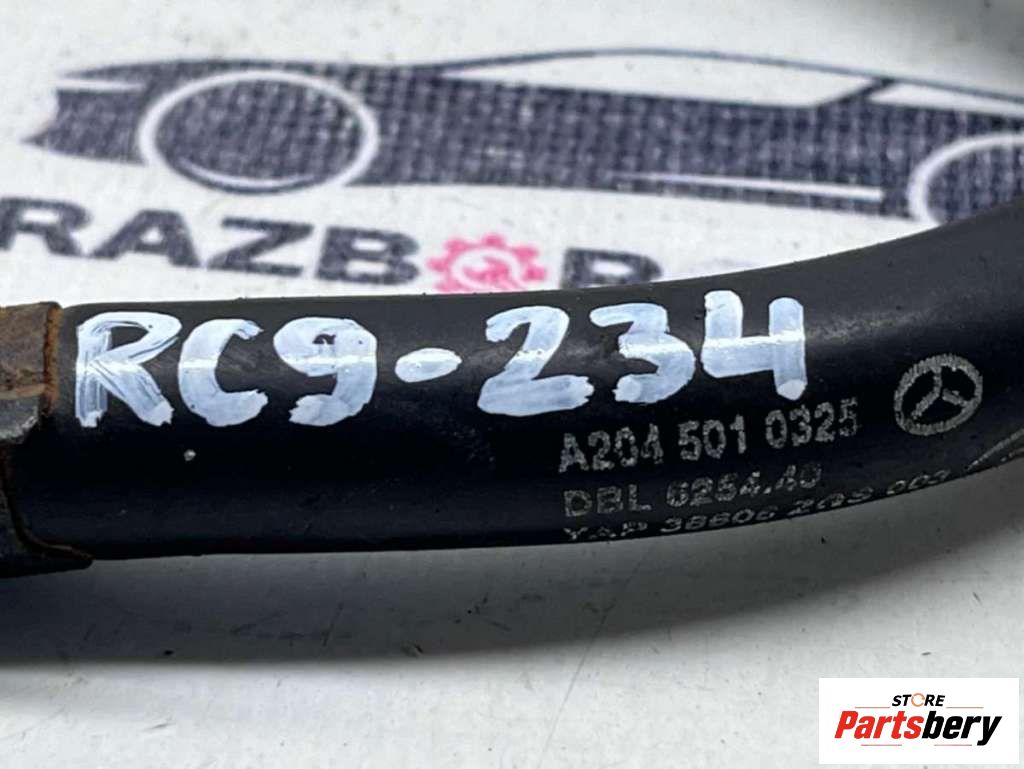 RAZB
RC9-234
A204 501 0325
DBL 6254.40
STORE
Partsbery